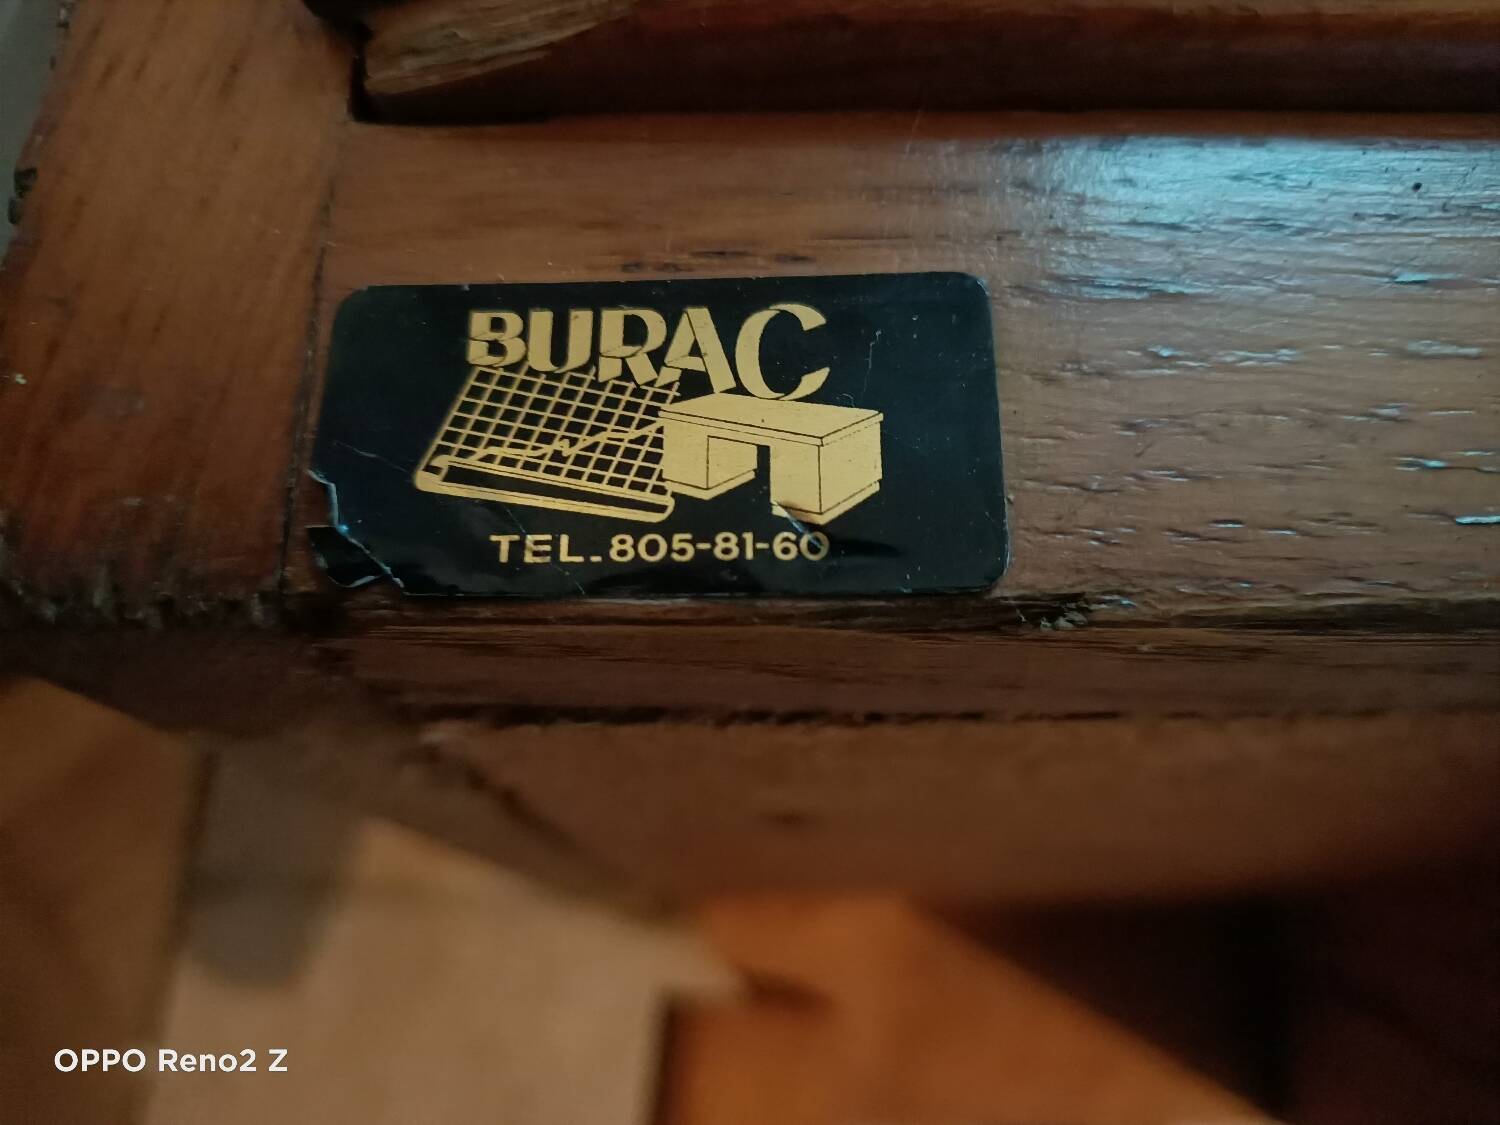 BURAC
TEL. 805-81-60
OPPO Reno2 Z